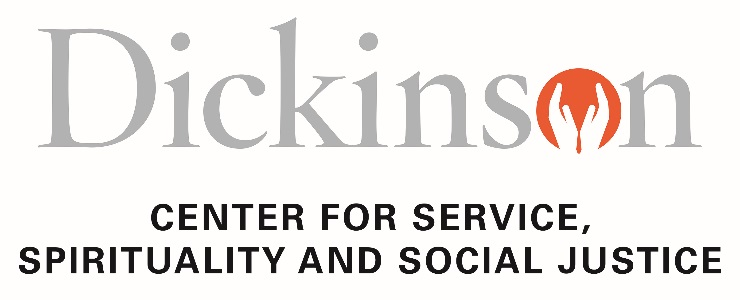 Dickinson
CENTER FOR SERVICE,
SPIRITUALITY AND SOCIAL JUSTICE